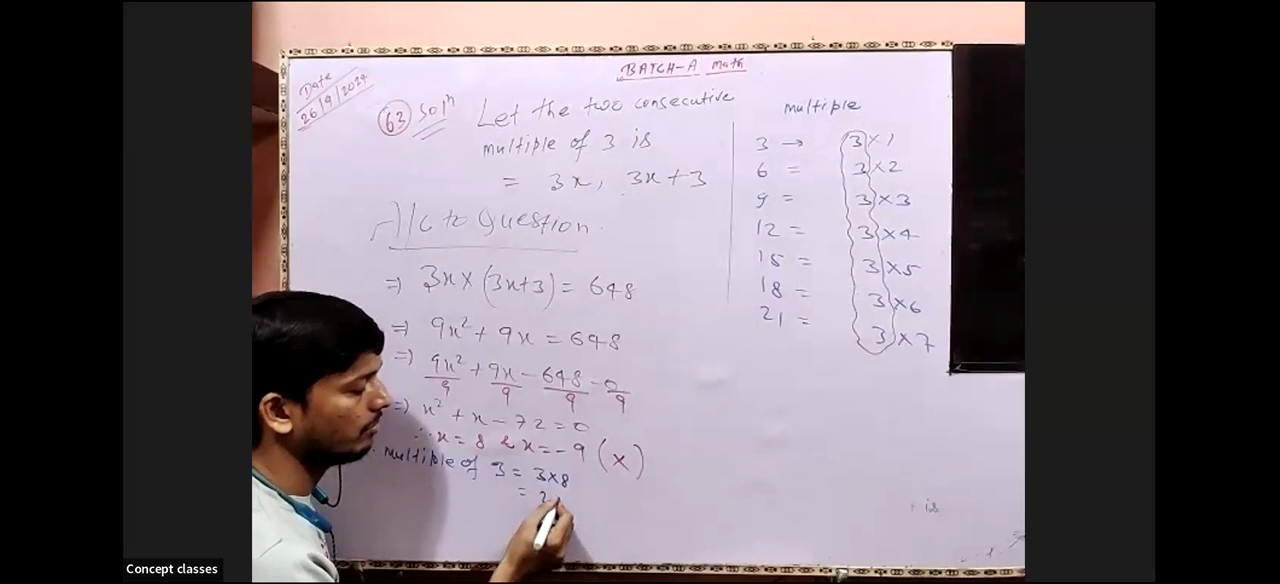 BATCH-A Math
Date
26/9/2024
63 Solⁿ Let the two consecutive
multiple of 3 is
= 3x, 3x+3
A/c to Question.
=) 3x × (3x+3) = 648
=) 9x² + 9x = 648
=) 9x²/9 + 9x/9 - 648/9 = 0/9
=) x² + x - 72 = 0
∴ x = 8 & x = -9 (×)
multiple of 3 = 3×8
= 2
multiple
3 → 3×1
6 = 3×2
9 = 3×3
12 = 3×4
15 = 3×5
18 = 3×6
21 = 3×7
is
Concept classes